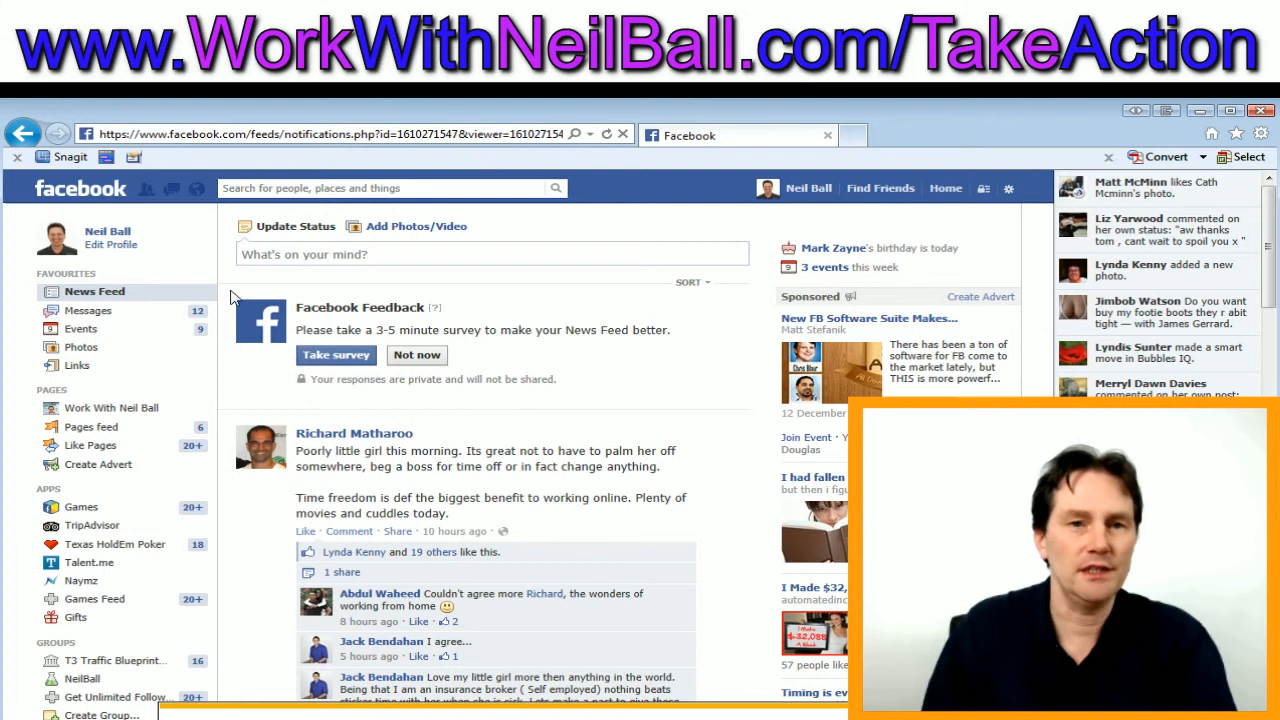 www.WorkWithNeilBall.com/TakeAction
https://www.facebook.com/feeds/notifications.php?id=1610271547&viewer=16102715
Facebook
Snagit
Convert
Select
facebook
Search for people, places and things
Neil Ball
Find Friends
Home
Neil Ball
Edit Profile
FAVOURITES
News Feed
Messages 12
Events 9
Photos
Links
PAGES
Work With Neil Ball
Pages feed 6
Like Pages 20+
Create Advert
APPS
Games 20+
TripAdvisor
Texas HoldEm Poker 18
Talent.me
Naymz
Games Feed 20+
Gifts
GROUPS
T3 Traffic Blueprint... 16
NeilBall
Get Unlimited Follow... 20+
Create Group...
Update Status
Add Photos/Video
What's on your mind?
SORT
Facebook Feedback [?]
Please take a 3-5 minute survey to make your News Feed better.
Take survey
Not now
Your responses are private and will not be shared.
Richard Matharoo
Poorly little girl this morning. Its great not to have to palm her off
somewhere, beg a boss for time off or in fact change anything.
Time freedom is def the biggest benefit to working online. Plenty of
movies and cuddles today.
Like · Comment · Share · 10 hours ago ·
Lynda Kenny and 19 others like this.
1 share
Abdul Waheed Couldn't agree more Richard, the wonders of
working from home
8 hours ago · Like · 2
Jack Bendahan I agree...
5 hours ago · Like · 1
Jack Bendahan Love my little girl more then anything in the world.
Being that I am an insurance broker ( Self employed) nothing beats
Mark Zayne's birthday is today
9
3 events this week
Sponsored
Create Advert
New FB Software Suite Makes...
Matt Stefanik
There has been a ton of
software for FB come to
the market lately, but
THIS is more powerf...
12 December
Join Event · Y
Douglas
I had fallen
but then i figu
I Made $32,
automatedinc
$32,088
57 people like
Timing is ev
Matt McMinn likes Cath
Mcminn's photo.
Liz Yarwood commented on
her own status: "aw thanks
tom , cant wait to spoil you x "
Lynda Kenny added a new
photo.
Jimbob Watson Do you want
buy my footie boots they r abit
tight — with James Gerrard.
Lyndis Sunter made a smart
move in Bubbles IQ.
Merryl Dawn Davies
commented on her own post: